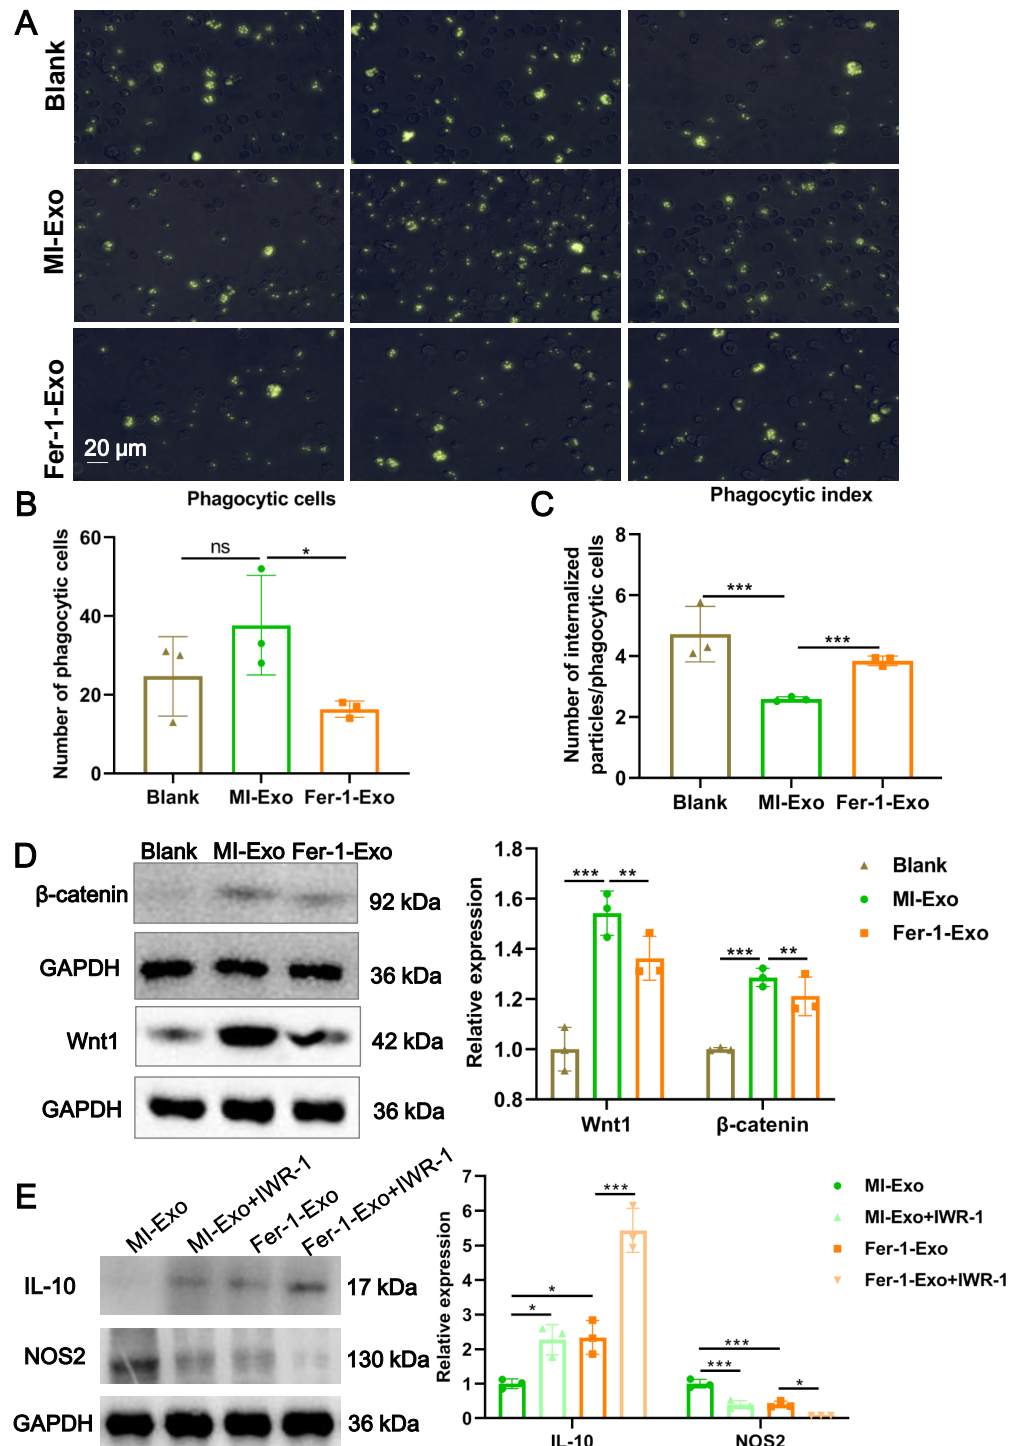 A
Blank
MI-Exo
Fer-1-Exo
20 µm
B
Phagocytic cells
Number of phagocytic cells
60
40
20
0
ns
*
Blank
MI-Exo
Fer-1-Exo
C
Phagocytic index
Number of internalized
particles/phagocytic cells
8
6
4
2
0
***
***
Blank
MI-Exo
Fer-1-Exo
D
Blank MI-Exo Fer-1-Exo
β-catenin 92 kDa
GAPDH 36 kDa
Wnt1 42 kDa
GAPDH 36 kDa
Relative expression
1.8
1.6
1.4
1.2
1.0
0.8
*** **
*** **
Wnt1
β-catenin
Blank
MI-Exo
Fer-1-Exo
E
MI-Exo
MI-Exo+IWR-1
Fer-1-Exo
Fer-1-Exo+IWR-1
IL-10 17 kDa
NOS2 130 kDa
GAPDH 36 kDa
Relative expression
7
6
5
4
3
2
1
0
***
*
*
***
***
*
IL-10
NOS2
MI-Exo
MI-Exo+IWR-1
Fer-1-Exo
Fer-1-Exo+IWR-1